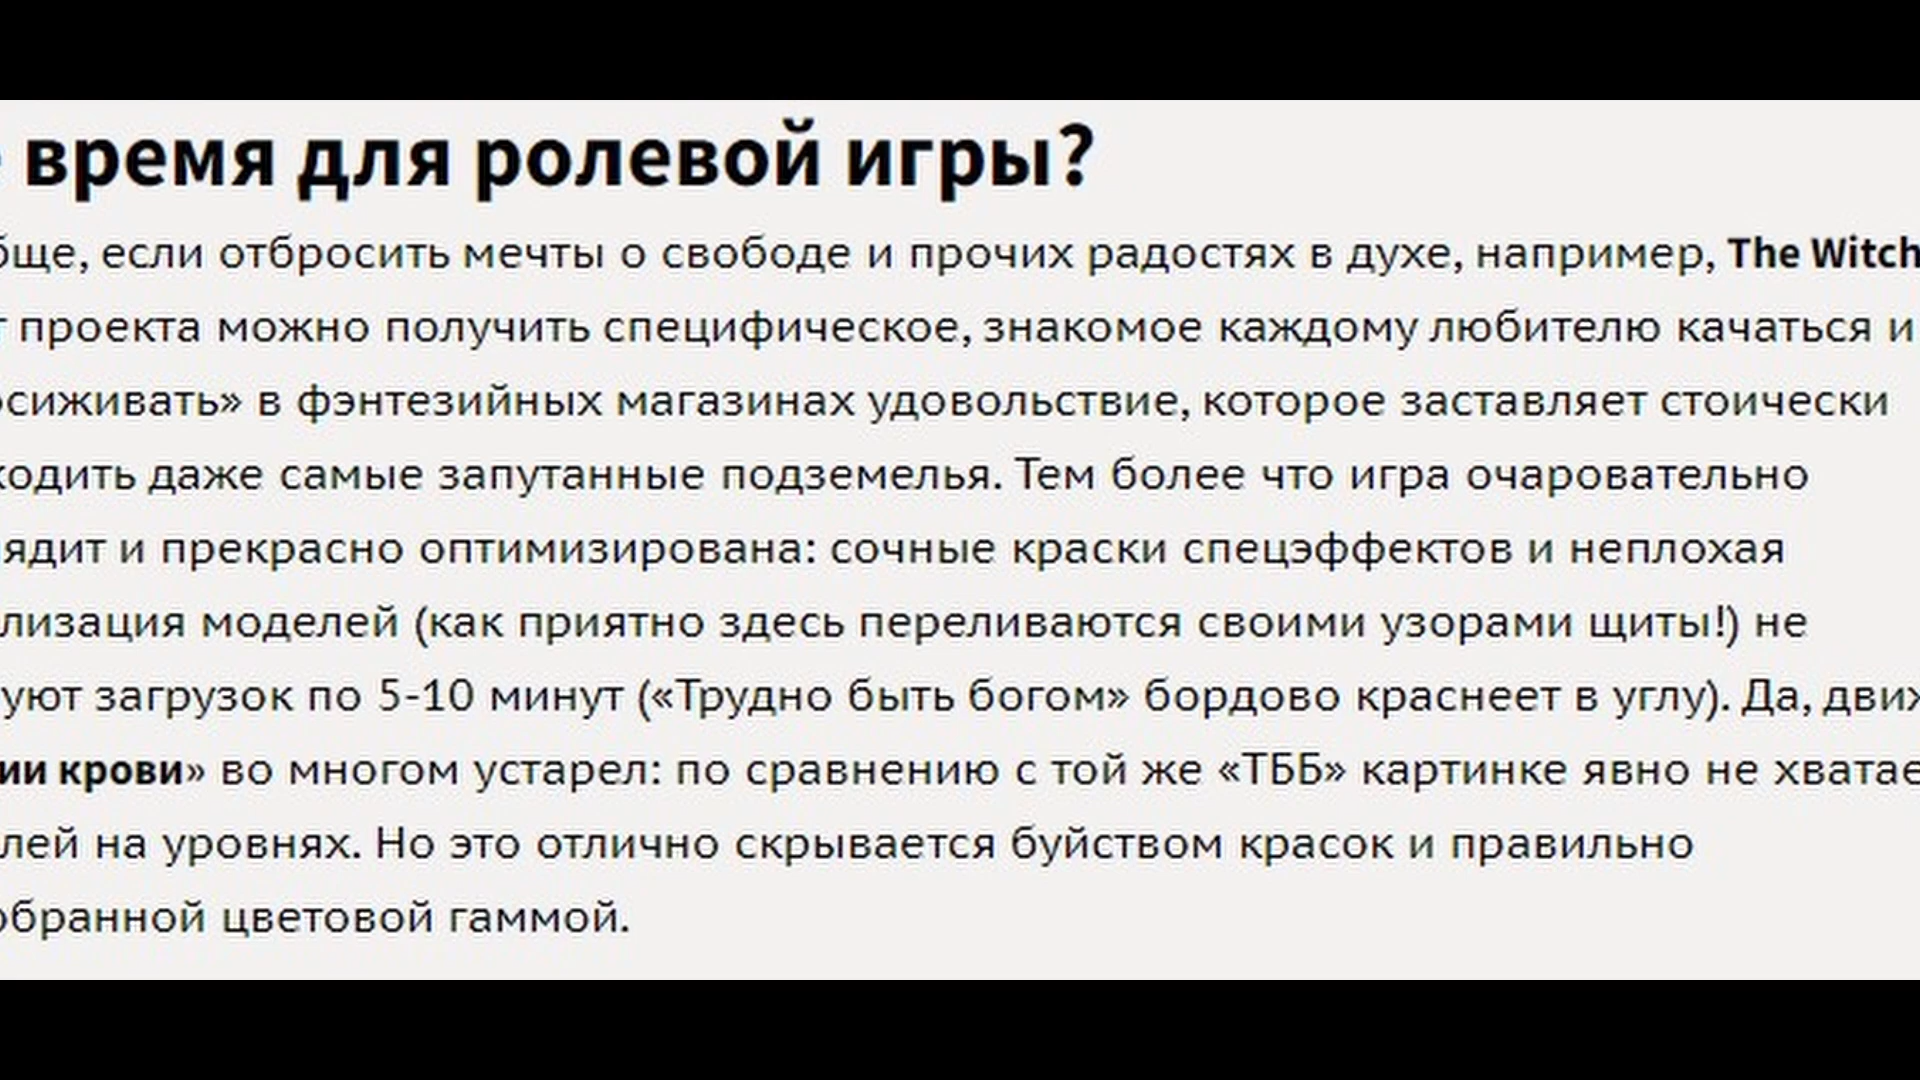 время для ролевой игры?
бще, если отбросить мечты о свободе и прочих радостях в духе, например, The Witch
т проекта можно получить специфическое, знакомое каждому любителю качаться и
осиживать» в фэнтезийных магазинах удовольствие, которое заставляет стоически
ходить даже самые запутанные подземелья. Тем более что игра очаровательно
ядит и прекрасно оптимизирована: сочные краски спецэффектов и неплохая
лизация моделей (как приятно здесь переливаются своими узорами щиты!) не
уют загрузок по 5-10 минут («Трудно быть богом» бордово краснеет в углу). Да, движ
ии крови» во многом устарел: по сравнению с той же «ТББ» картинке явно не хватае
лей на уровнях. Но это отлично скрывается буйством красок и правильно
обранной цветовой гаммой.